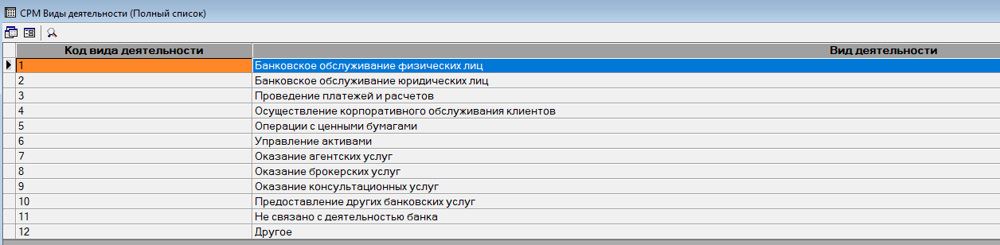 СРМ Виды деятельности (Полный список)
Код вида деятельности Вид деятельности
1 Банковское обслуживание физических лиц
2 Банковское обслуживание юридических лиц
3 Проведение платежей и расчетов
4 Осуществление корпоративного обслуживания клиентов
5 Операции с ценными бумагами
6 Управление активами
7 Оказание агентских услуг
8 Оказание брокерских услуг
9 Оказание консультационных услуг
10 Предоставление других банковских услуг
11 Не связано с деятельностью банка
12 Другое